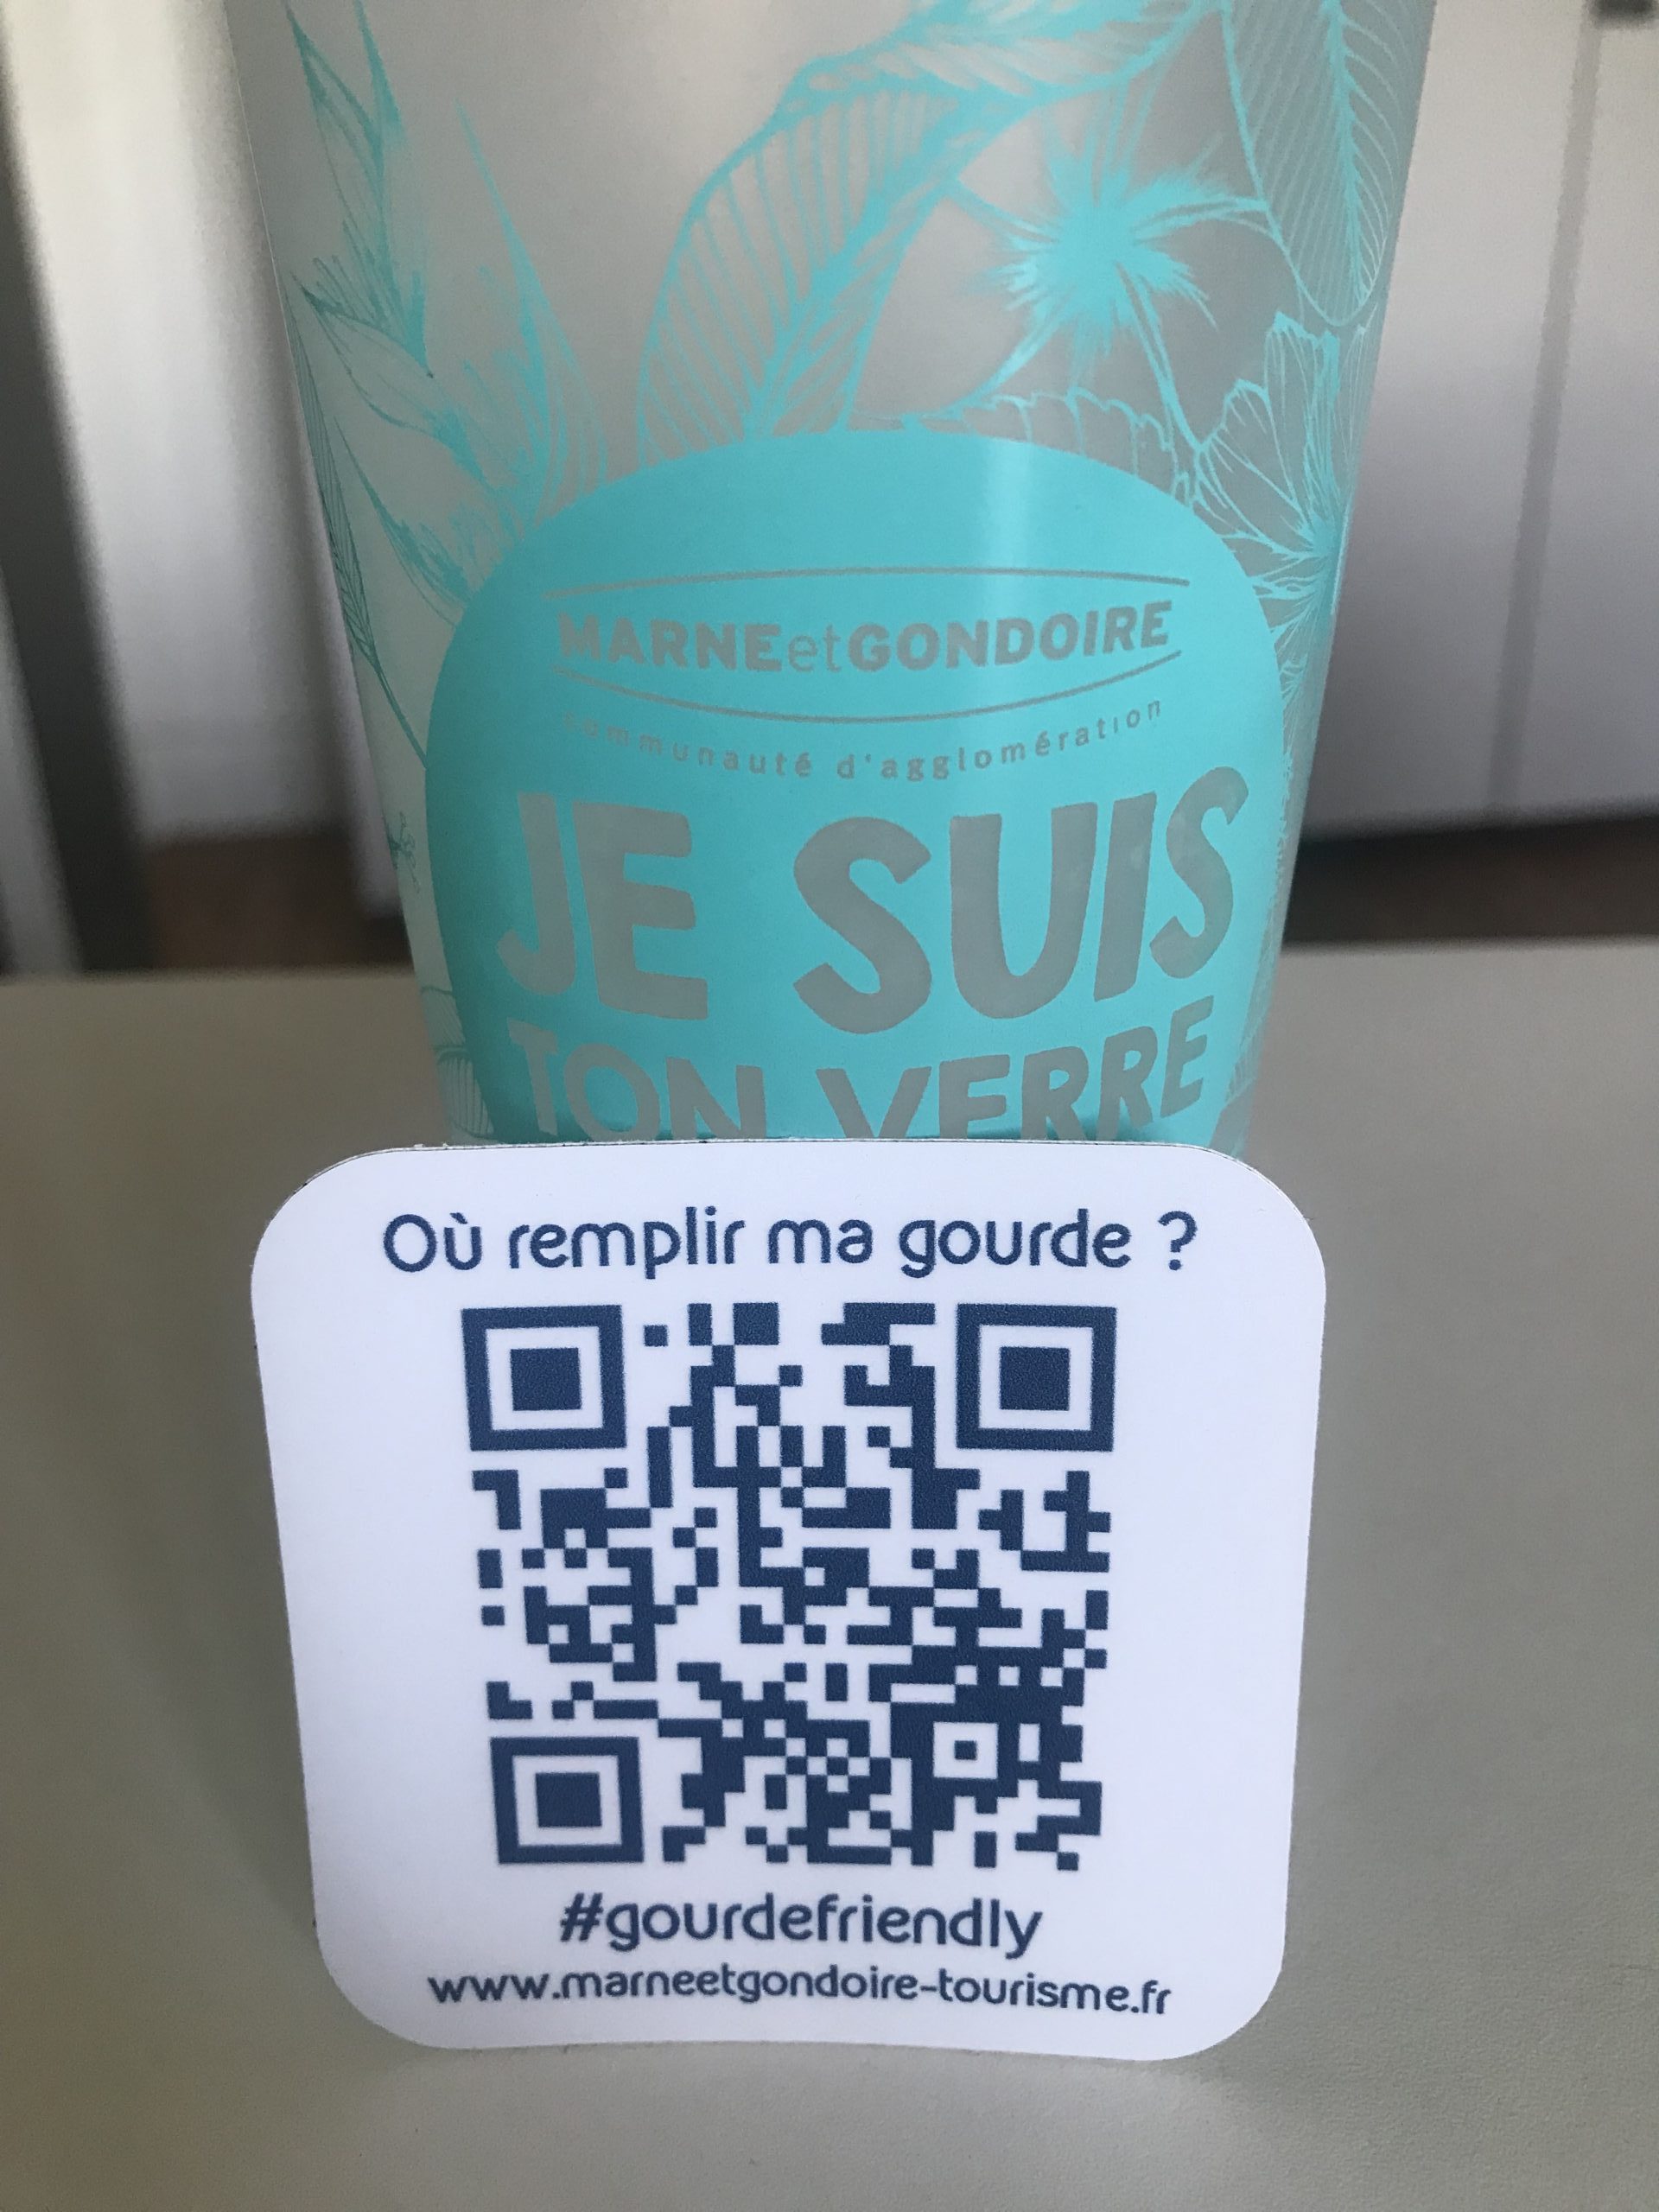 MARNEetGONDOIRE
communauté d'agglomération
JE SUIS
TON VERRE
Où remplir ma gourde ?
#gourdefriendly
www.marneetgondoire-tourisme.fr